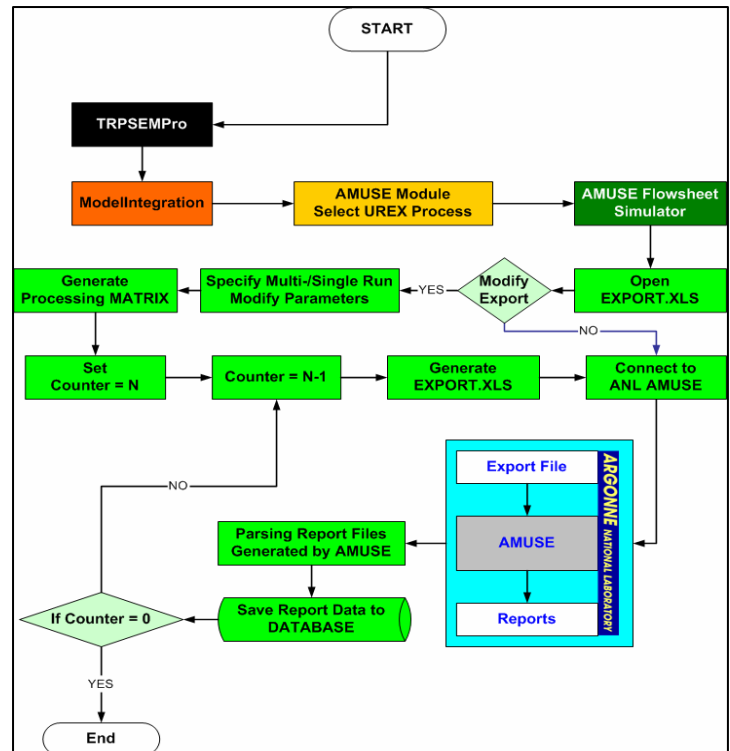 START
TRPSEMPro
ModelIntegration
AMUSE Module
Select UREX Process
AMUSE Flowsheet
Simulator
Generate
Processing MATRIX
Specify Multi-/Single Run
Modify Parameters
YES
Modify
Export
Open
EXPORT.XLS
NO
Set
Counter = N
Counter = N-1
Generate
EXPORT.XLS
Connect to
ANL AMUSE
NO
Export File
ARGONNE NATIONAL LABORATORY
Parsing Report Files
Generated by AMUSE
AMUSE
If Counter = 0
Save Report Data to
DATABASE
Reports
YES
End